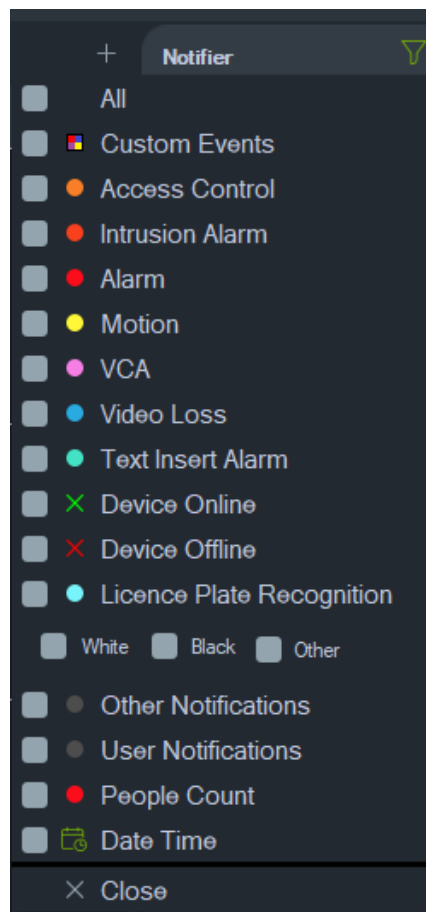 Notifier
All
Custom Events
Access Control
Intrusion Alarm
Alarm
Motion
VCA
Video Loss
Text Insert Alarm
Device Online
Device Offline
Licence Plate Recognition
White Black Other
Other Notifications
User Notifications
People Count
Date Time
Close